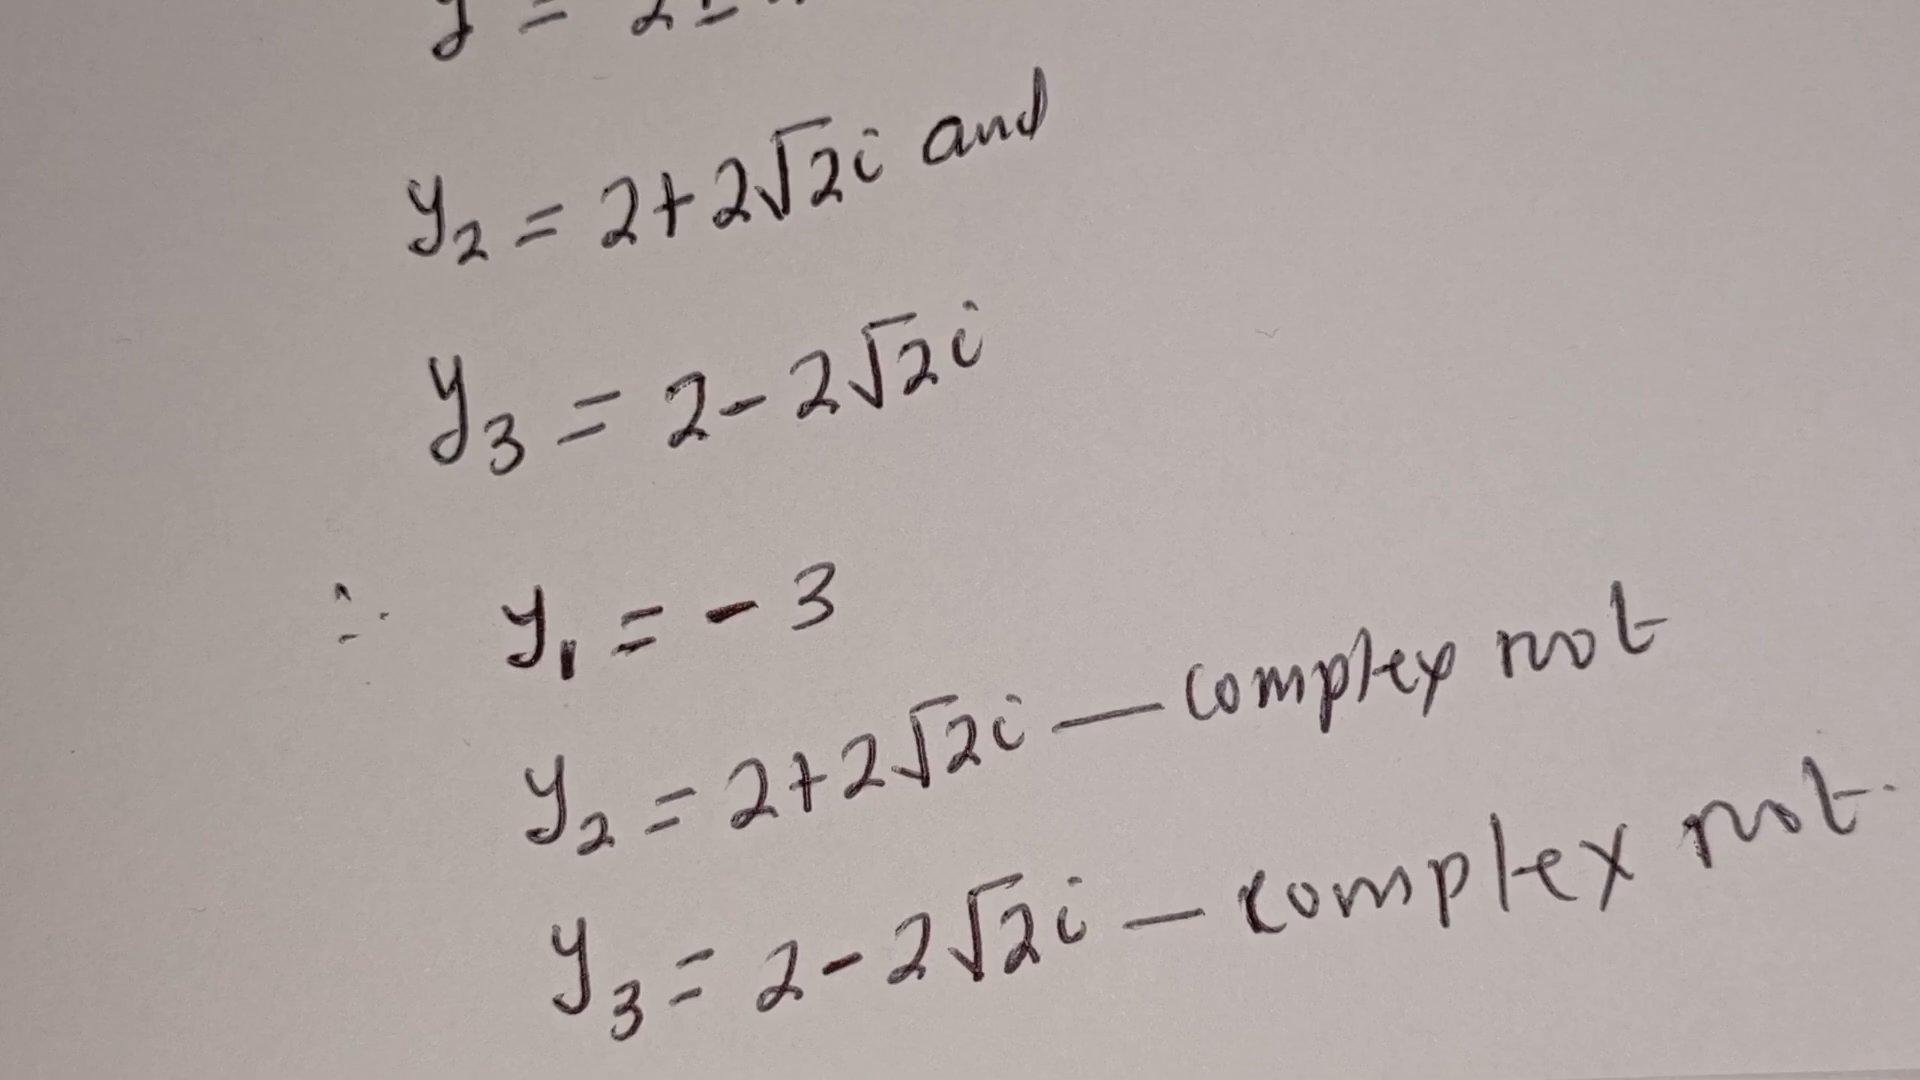 y = 2±
y₂ = 2+2√2i and
y₃ = 2-2√2i
∴ y₁ = -3
y₂ = 2+2√2i — complex root
y₃ = 2-2√2i — complex root.